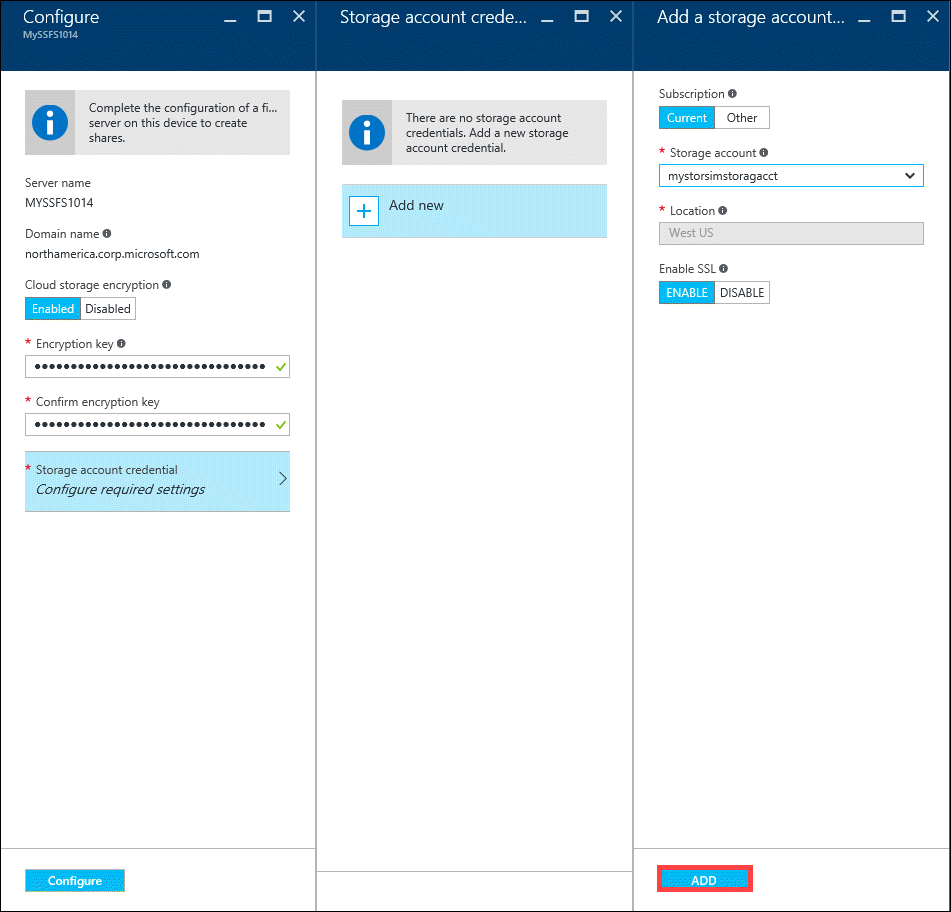 Configure
MySSFS1014
Complete the configuration of a fi...
server on this device to create
shares.
Server name
MYSSFS1014
Domain name
northamerica.corp.microsoft.com
Cloud storage encryption
Enabled Disabled
* Encryption key
* Confirm encryption key
* Storage account credential
Configure required settings
Configure
Storage account crede...
There are no storage account
credentials. Add a new storage
account credential.
Add new
Add a storage account...
Subscription
Current Other
* Storage account
mystorsimstoragacct
* Location
West US
Enable SSL
ENABLE DISABLE
ADD